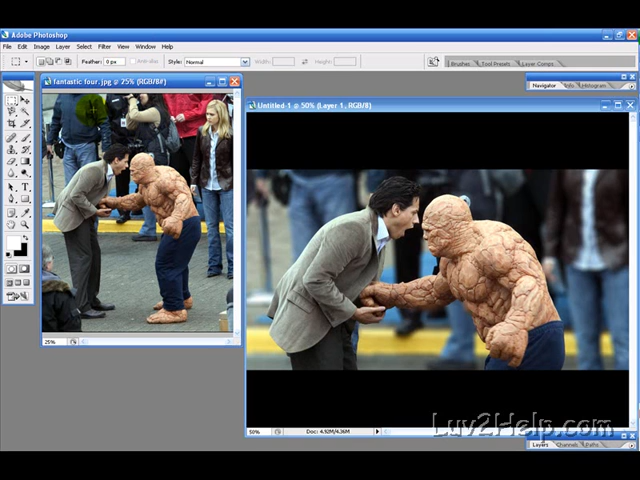 Adobe Photoshop
File Edit Image Layer Select Filter View Window Help
Feather: 0 px Anti-alias Style: Normal Width: Height: Brushes Tool Presets Layer Comps
fantastic four.jpg @ 25% (RGB/8#)
Navigator Info Histogram
Untitled-1 @ 50% (Layer 1, RGB/8)
25%
50% Doc: 4.92M/4.36M
Luv2Help.com
Layers Channels Paths